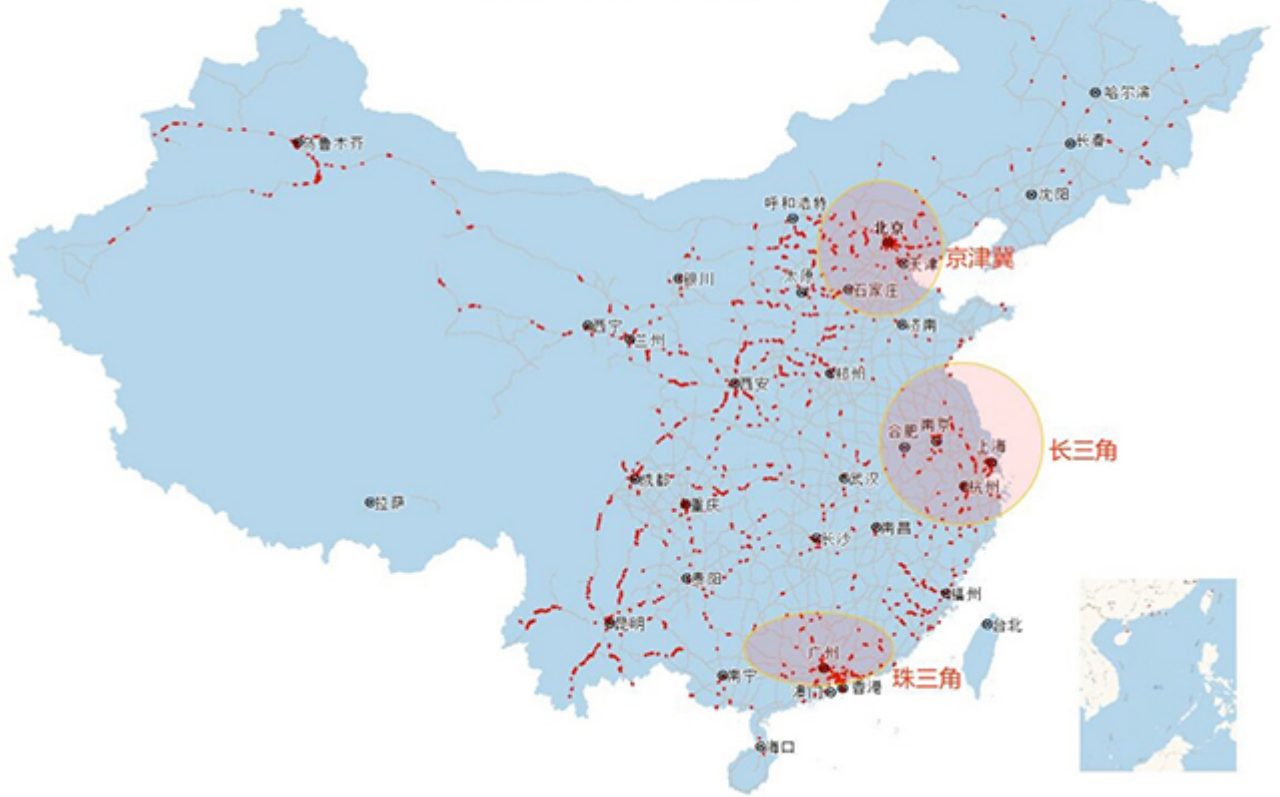 哈尔滨
长春
乌鲁木齐
沈阳
呼和浩特
北京
京津翼
天津
银川
太原
石家庄
西宁
济南
兰州
郑州
西安
合肥
南京
上海
长三角
成都
武汉
杭州
拉萨
重庆
南昌
长沙
贵阳
福州
昆明
台北
广州
南宁
珠三角
澳门
香港
海口